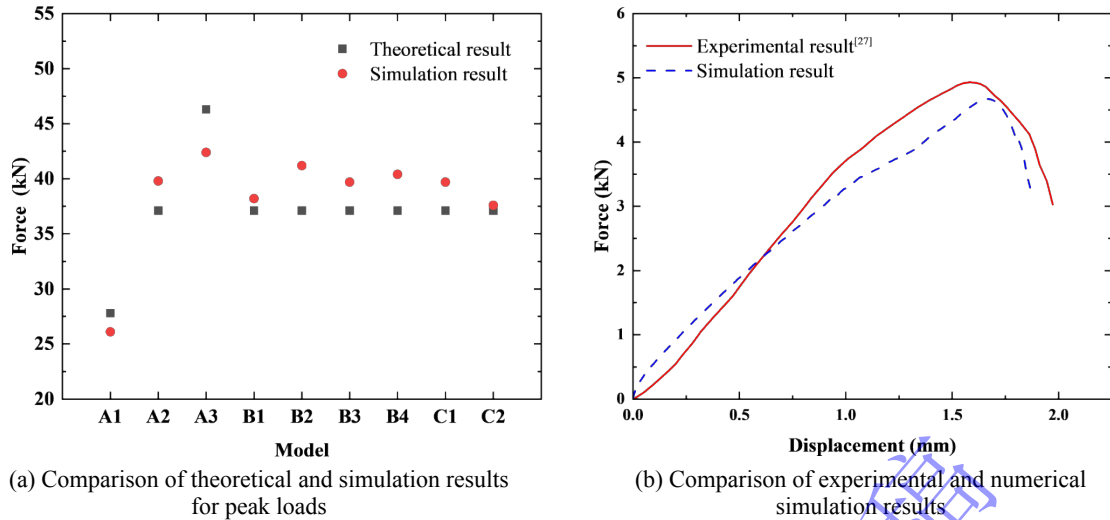 55
50
45
40
35
30
25
20
Force (kN)
Theoretical result
Simulation result
A1 A2 A3 B1 B2 B3 B4 C1 C2
Model
(a) Comparison of theoretical and simulation results
for peak loads
6
5
4
3
2
1
0
Force (kN)
Experimental result[27]
Simulation result
0.0 0.5 1.0 1.5 2.0
Displacement (mm)
(b) Comparison of experimental and numerical
simulation results